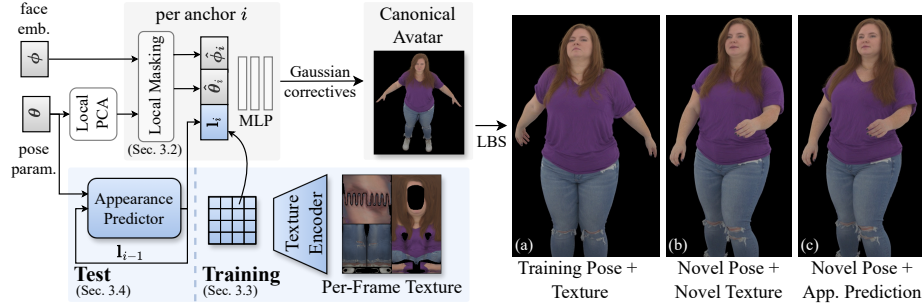 face
emb.
ϕ
θ
pose
param.
Local
PCA
per anchor i
Local Masking
(Sec. 3.2)
ϕ̂ᵢ
θ̂ᵢ
lᵢ
MLP
Gaussian
correctives
Canonical
Avatar
LBS
Appearance
Predictor
lᵢ₋₁
Test
(Sec. 3.4)
Training
(Sec. 3.3)
Texture
Encoder
Per-Frame Texture
(a)
Training Pose +
Texture
(b)
Novel Pose +
Novel Texture
(c)
Novel Pose +
App. Prediction